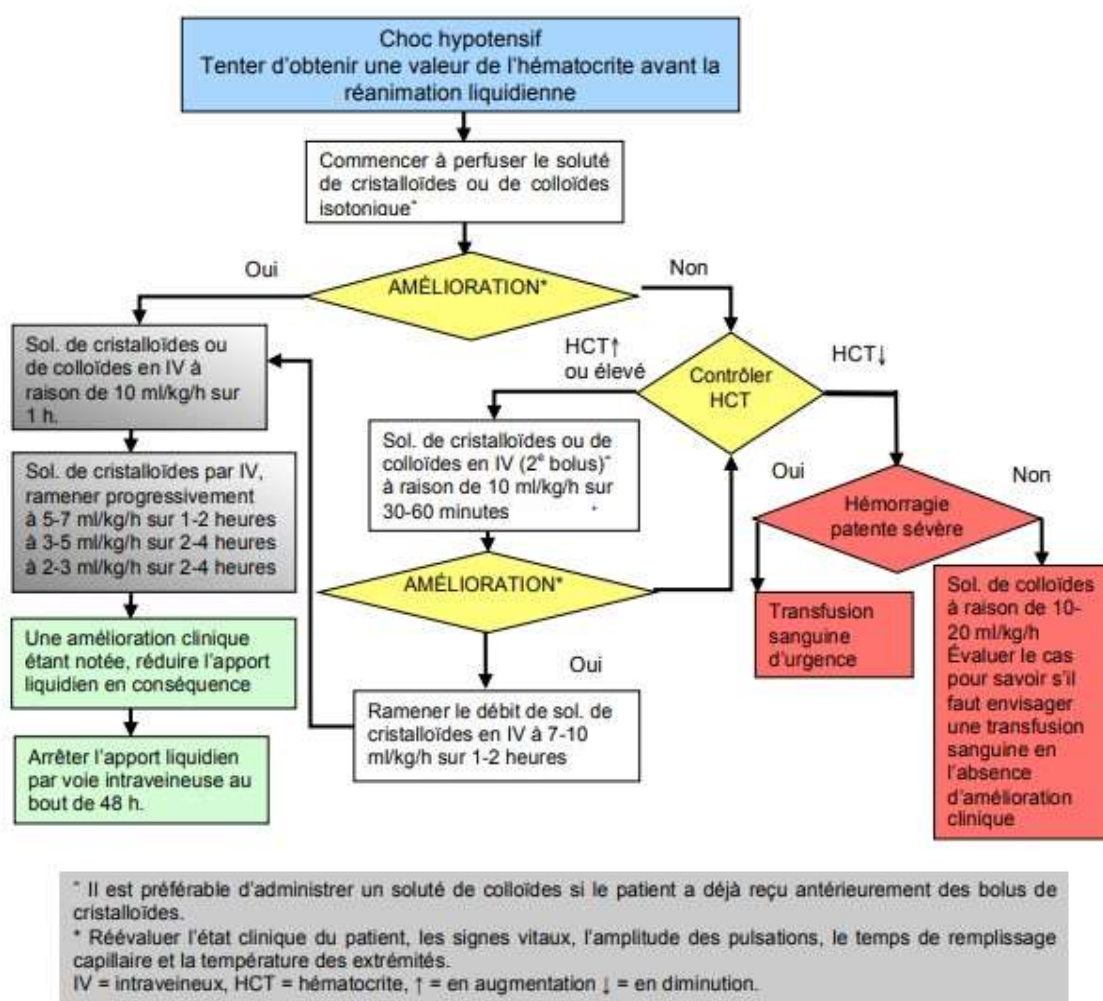 Choc hypotensif
Tenter d'obtenir une valeur de l'hématocrite avant la
réanimation liquidienne
Commencer à perfuser le soluté
de cristalloïdes ou de colloïdes
isotonique^
Oui
AMÉLIORATION*
Non
Sol. de cristalloïdes ou
de colloïdes en IV à
raison de 10 ml/kg/h sur
1 h.
HCT↑
ou élevé
Contrôler
HCT
HCT↓
Sol. de cristalloïdes par IV,
ramener progressivement
à 5-7 ml/kg/h sur 1-2 heures
à 3-5 ml/kg/h sur 2-4 heures
à 2-3 ml/kg/h sur 2-4 heures
Sol. de cristalloïdes ou de
colloïdes en IV (2e bolus)^
à raison de 10 ml/kg/h sur
30-60 minutes
Oui
Non
Hémorragie
patente sévère
AMÉLIORATION*
Une amélioration clinique
étant notée, réduire l'apport
liquidien en conséquence
Oui
Transfusion
sanguine
d'urgence
Sol. de colloïdes
à raison de 10-
20 ml/kg/h
Évaluer le cas
pour savoir s'il
faut envisager
une transfusion
sanguine en
l'absence
d'amélioration
clinique
Ramener le débit de sol. de
cristalloïdes en IV à 7-10
ml/kg/h sur 1-2 heures
Arrêter l'apport liquidien
par voie intraveineuse au
bout de 48 h.
^ Il est préférable d'administrer un soluté de colloïdes si le patient a déjà reçu antérieurement des bolus de
cristalloïdes.
* Réévaluer l'état clinique du patient, les signes vitaux, l'amplitude des pulsations, le temps de remplissage
capillaire et la température des extrémités.
IV = intraveineux, HCT = hématocrite, ↑ = en augmentation ↓ = en diminution.